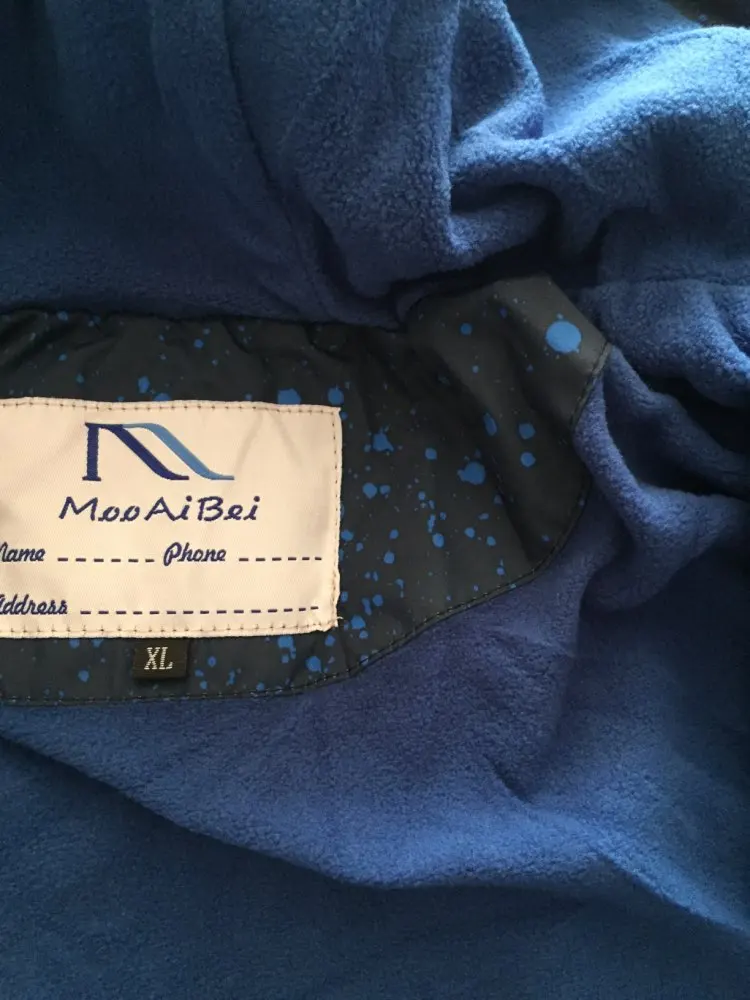 MooAiBei
Name ------ Phone ------
Address ----------------
XL